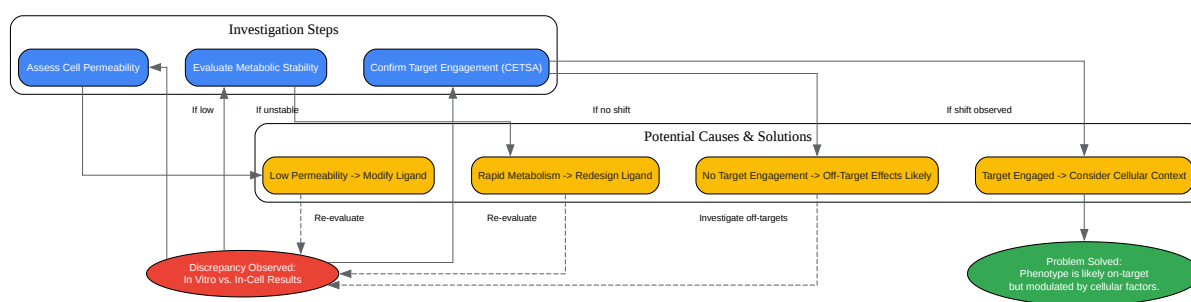 Investigation Steps
Assess Cell Permeability
Evaluate Metabolic Stability
Confirm Target Engagement (CETSA)
If low
If unstable
If no shift
If shift observed
Potential Causes & Solutions
Low Permeability -> Modify Ligand
Rapid Metabolism -> Redesign Ligand
No Target Engagement -> Off-Target Effects Likely
Target Engaged -> Consider Cellular Context
Re-evaluate
Re-evaluate
Investigate off-targets
Discrepancy Observed:
In Vitro vs. In-Cell Results
Problem Solved:
Phenotype is likely on-target
but modulated by cellular factors.